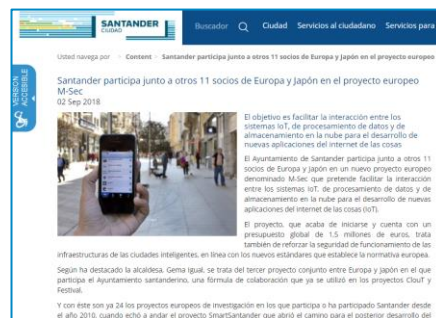 SANTANDER
CIUDAD
Buscador Ciudad Servicios al ciudadano Servicios para
Usted navega por > Content > Santander participa junto a otros 11 socios de Europa y Japón en el proyecto europeo
VERSIÓN
ACCESIBLE
Santander participa junto a otros 11 socios de Europa y Japón en el proyecto europeo
M-Sec
02 Sep 2018
El objetivo es facilitar la interacción entre los
sistemas IoT, de procesamiento de datos y de
almacenamiento en la nube para el desarrollo de
nuevas aplicaciones del internet de las cosas
El Ayuntamiento de Santander participa junto a otros 11
socios de Europa y Japón en un nuevo proyecto europeo
denominado M-Sec que pretende facilitar la interacción
entre los sistemas IoT, de procesamiento de datos y de
almacenamiento en la nube para el desarrollo de nuevas
aplicaciones del internet de las cosas (IoT).
El proyecto, que acaba de iniciarse y cuenta con un
presupuesto global de 1,5 millones de euros, trata
también de reforzar la seguridad de funcionamiento de las
infraestructuras de las ciudades inteligentes, en línea con los nuevos estándares que establece la normativa europea.
Según ha destacado la alcaldesa, Gema Igual, se trata del tercer proyecto conjunto entre Europa y Japón en el que
participa el Ayuntamiento santanderino, una fórmula de colaboración que ya se utilizó en los proyectos ClouT y
Festival.
Y con éste son ya 24 los proyectos europeos de investigación en los que participa o ha participado Santander desde
el año 2010, cuando echó a andar el proyecto SmartSantander que abrió el camino para el posterior desarrollo del